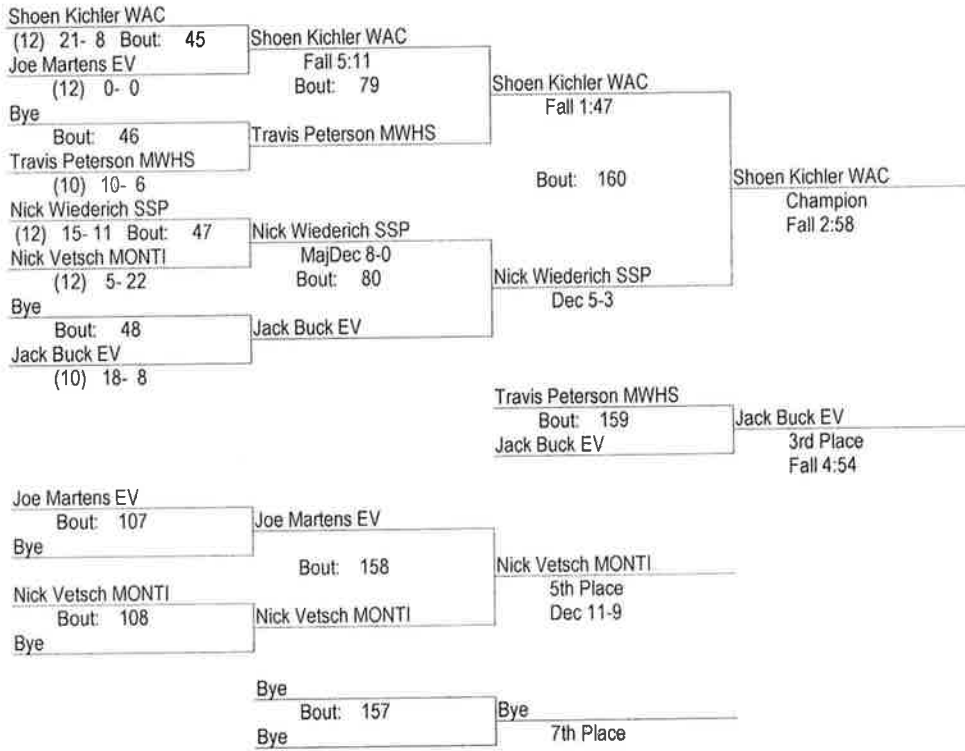 Shoen Kichler WAC
(12) 21- 8 Bout: 45
Joe Martens EV
(12) 0- 0
Bye
Bout: 46
Travis Peterson MWHS
(10) 10- 6
Nick Wiederich SSP
(12) 15- 11 Bout: 47
Nick Vetsch MONTI
(12) 5- 22
Bye
Bout: 48
Jack Buck EV
(10) 18- 8
Shoen Kichler WAC
Fall 5:11
Bout: 79
Travis Peterson MWHS
Nick Wiederich SSP
MajDec 8-0
Bout: 80
Jack Buck EV
Shoen Kichler WAC
Fall 1:47
Bout: 160
Nick Wiederich SSP
Dec 5-3
Shoen Kichler WAC
Champion
Fall 2:58
Travis Peterson MWHS
Bout: 159
Jack Buck EV
Jack Buck EV
3rd Place
Fall 4:54
Joe Martens EV
Bout: 107
Bye
Nick Vetsch MONTI
Bout: 108
Bye
Joe Martens EV
Bout: 158
Nick Vetsch MONTI
Nick Vetsch MONTI
5th Place
Dec 11-9
Bye
Bout: 157
Bye
Bye
7th Place